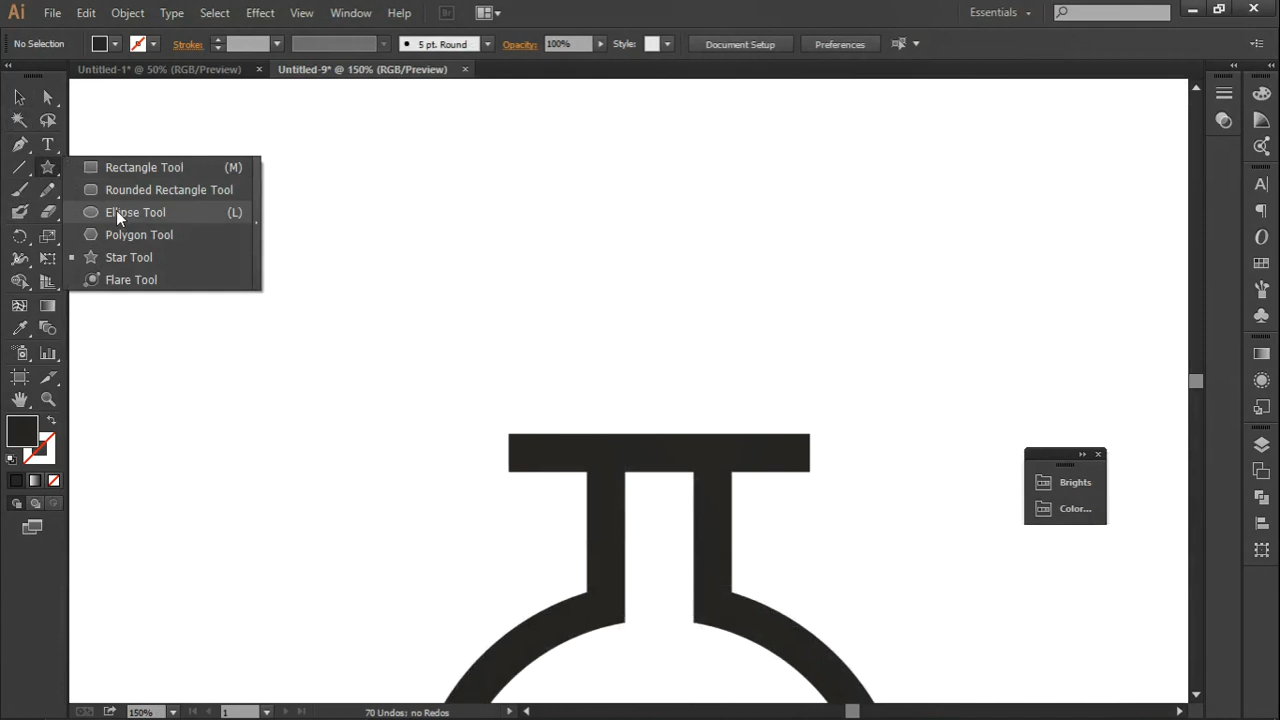 Ai File Edit Object Type Select Effect View Window Help Br Essentials
No Selection Stroke: 5 pt. Round Opacity: 100% Style: Document Setup Preferences
Untitled-1* @ 50% (RGB/Preview) × Untitled-9* @ 150% (RGB/Preview) ×
Rectangle Tool (M)
Rounded Rectangle Tool
Ellipse Tool (L)
Polygon Tool
Star Tool
Flare Tool
Brights
Color...
150% 1 70 Undos: no Redos